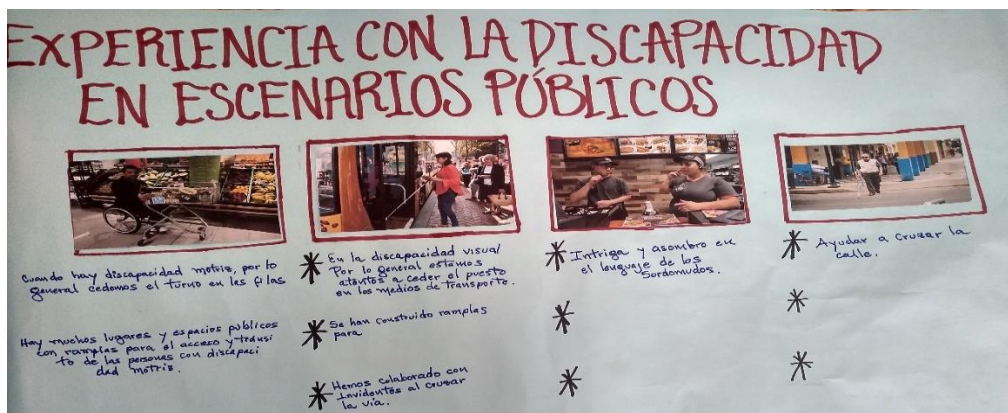 EXPERIENCIA CON LA DISCAPACIDAD
EN ESCENARIOS PÚBLICOS
Cuando hay discapacidad motriz, por lo
general cedemos el turno en las filas
Hay muchos lugares y espacios públicos
con ramplas para el acceso y transi
to de las personas con discapaci
dad motriz.
* En la discapacidad visual
Por lo general estamos
atentos a ceder el puesto
en los medios de transporte.
* Se han construido ramplas
para
* Hemos colaborado con
Invidentes al cruzar
la vía.
* Intriga y asombro en
el lenguaje de los
Sordomudos.
*
*
* Ayudar a cruzar la
calle.
*
*